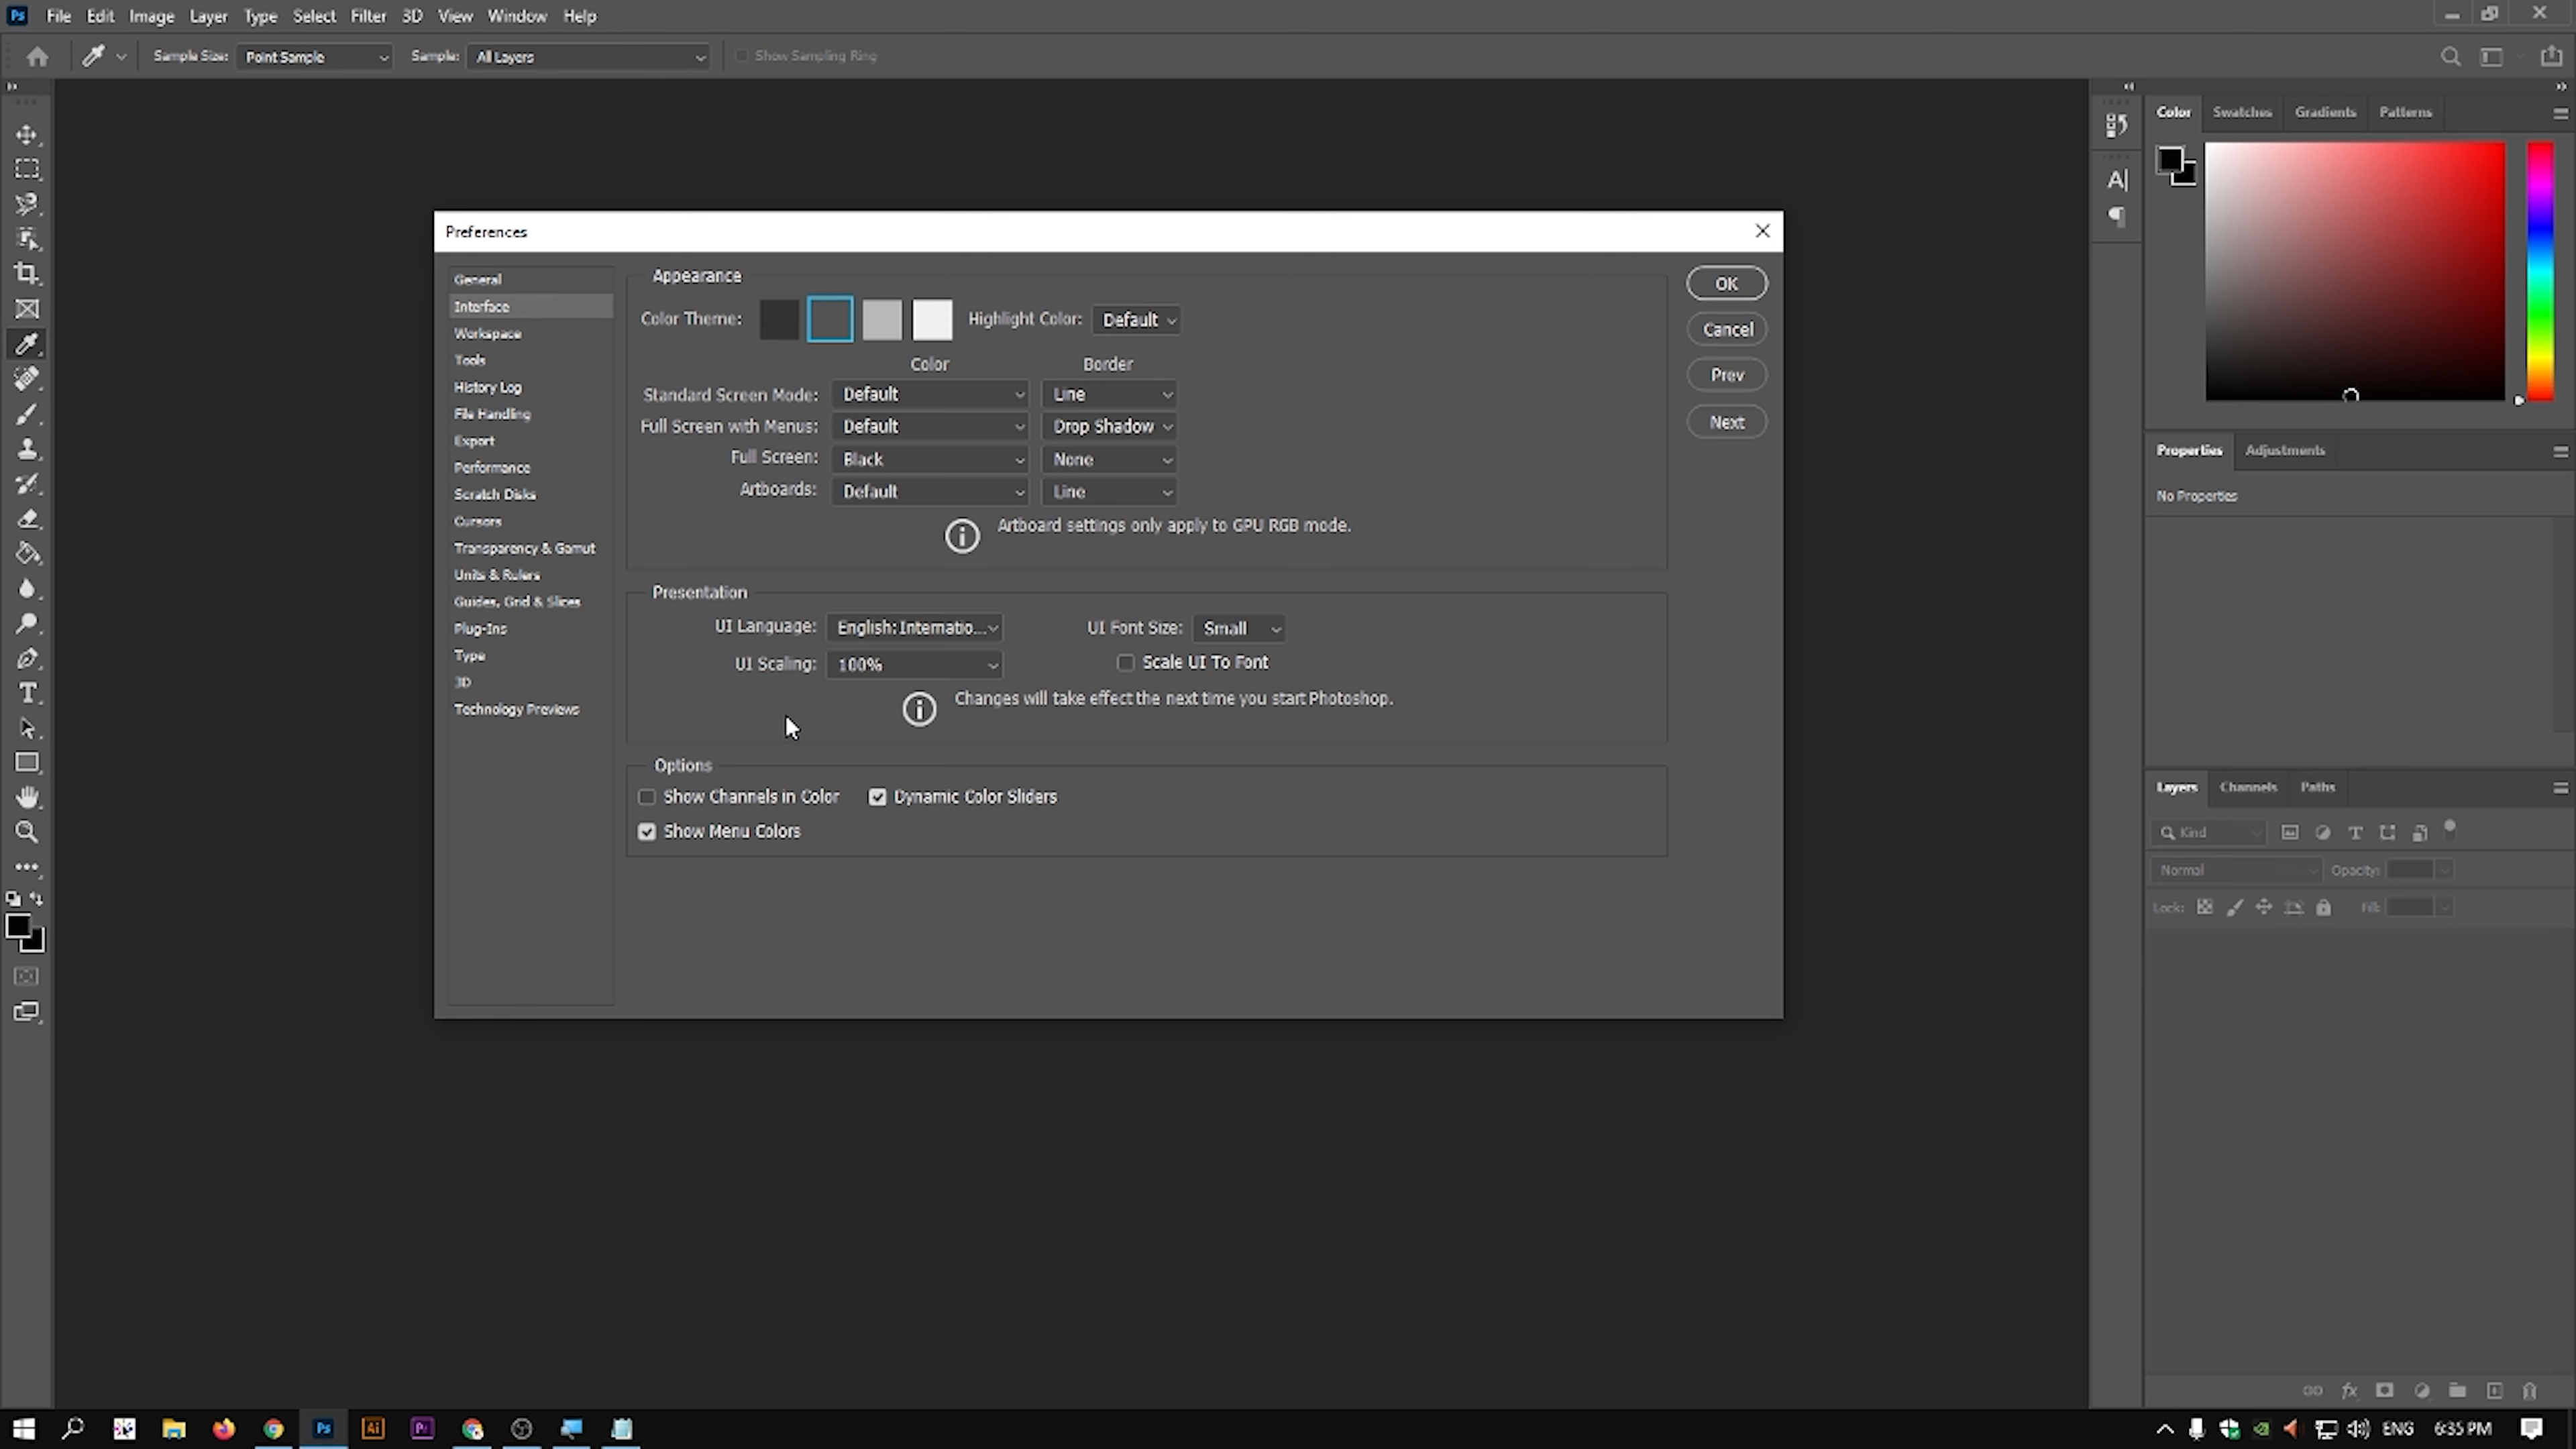 Ps File Edit Image Layer Type Select Filter 3D View Window Help
Sample Size: Point Sample Sample: All Layers Show Sampling Ring
Color Swatches Gradients Patterns
Preferences
General
Interface
Workspace
Tools
History Log
File Handling
Export
Performance
Scratch Disks
Cursors
Transparency & Gamut
Units & Rulers
Guides, Grid & Slices
Plug-Ins
Type
3D
Technology Previews
Appearance
Color Theme: Highlight Color: Default
Color Border
Standard Screen Mode: Default Line
Full Screen with Menus: Default Drop Shadow
Full Screen: Black None
Artboards: Default Line
Artboard settings only apply to GPU RGB mode.
Presentation
UI Language: English: Internatio... UI Font Size: Small
UI Scaling: 100% Scale UI To Font
Changes will take effect the next time you start Photoshop.
Options
Show Channels in Color Dynamic Color Sliders
Show Menu Colors
OK
Cancel
Prev
Next
Properties Adjustments
No Properties
Layers Channels Paths
Kind
Normal Opacity:
Lock: Fill:
fx
Ps Ai Pr ENG 6:35 PM